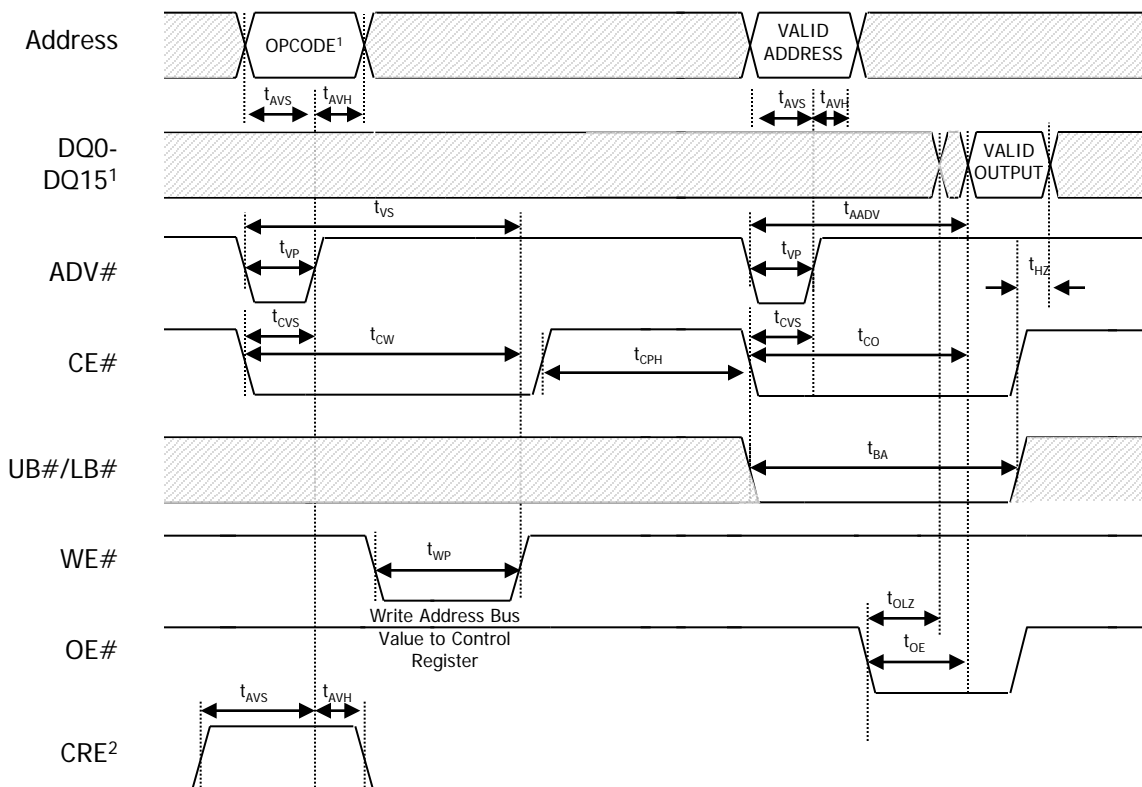 Address
OPCODE¹
VALID
ADDRESS
tAVS
tAVH
tAVS
tAVH
DQ0-
DQ15¹
VALID
OUTPUT
tVS
tAADV
ADV#
tVP
tVP
tHZ
tCVS
tCW
tCVS
tCO
CE#
tCPH
UB#/LB#
tBA
WE#
tWP
Write Address Bus
Value to Control
Register
tOLZ
OE#
tOE
tAVS
tAVH
CRE²